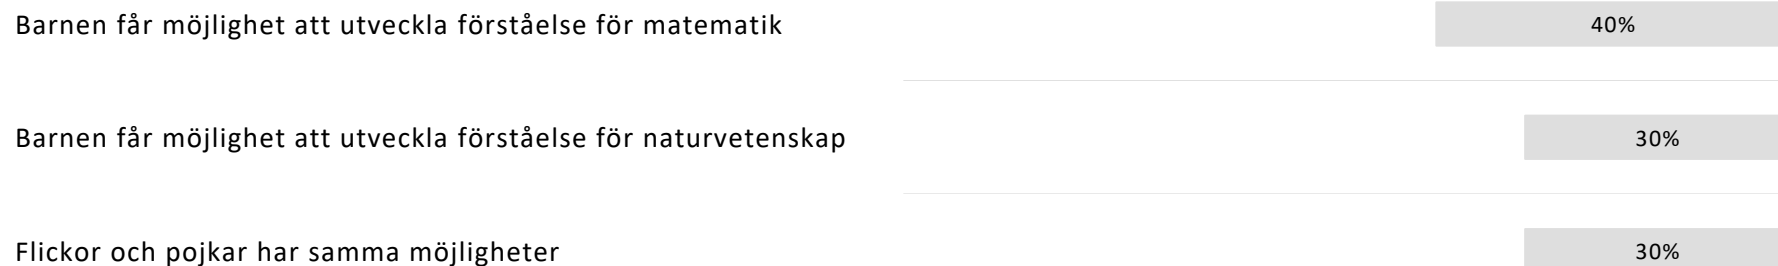 Barnen får möjlighet att utveckla förståelse för matematik 40%
Barnen får möjlighet att utveckla förståelse för naturvetenskap 30%
Flickor och pojkar har samma möjligheter 30%